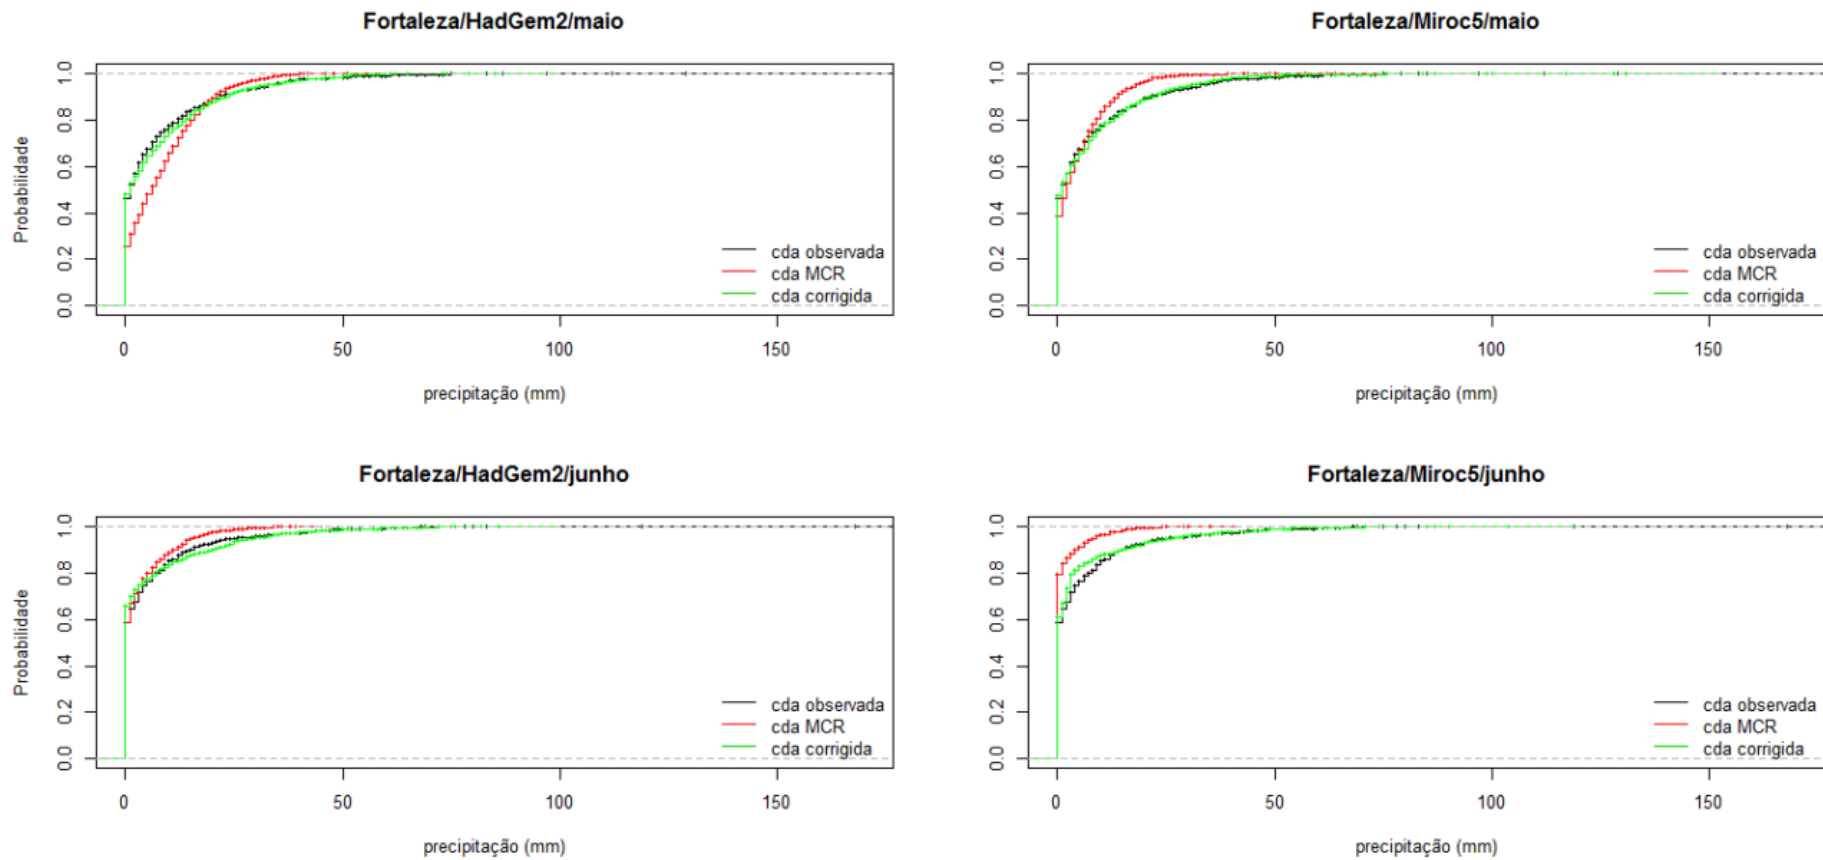 Fortaleza/HadGem2/maio
Probabilidade
0.0 0.2 0.4 0.6 0.8 1.0
cda observada
cda MCR
cda corrigida
0 50 100 150
precipitação (mm)
Fortaleza/Miroc5/maio
0.0 0.2 0.4 0.6 0.8 1.0
cda observada
cda MCR
cda corrigida
0 50 100 150
precipitação (mm)
Fortaleza/HadGem2/junho
Probabilidade
0.0 0.2 0.4 0.6 0.8 1.0
cda observada
cda MCR
cda corrigida
0 50 100 150
precipitação (mm)
Fortaleza/Miroc5/junho
0.0 0.2 0.4 0.6 0.8 1.0
cda observada
cda MCR
cda corrigida
0 50 100 150
precipitação (mm)